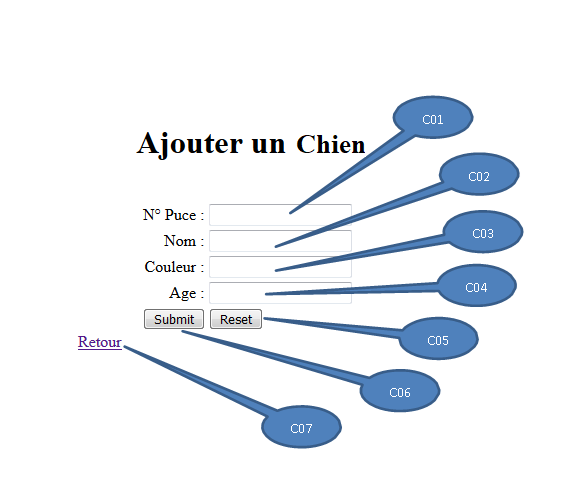 C01
Ajouter un Chien
C02
N° Puce :
C03
Nom :
Couleur :
C04
Age :
Submit Reset
C05
Retour
C06
C07